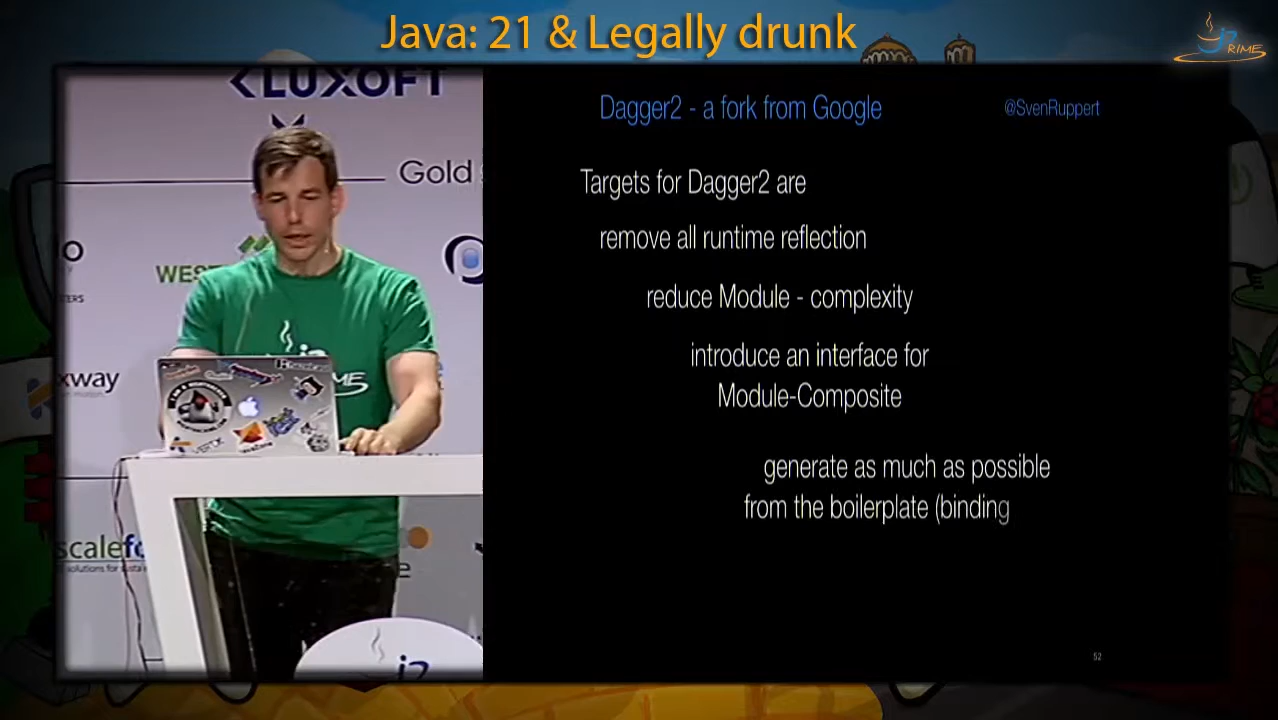 Java: 21 & Legally drunk
RIME
LUXOFT
Gold
WEST
xway
scalefo
Dagger2 - a fork from Google
@SvenRuppert
Targets for Dagger2 are
remove all runtime reflection
reduce Module - complexity
introduce an interface for
Module-Composite
generate as much as possible
from the boilerplate (binding
52